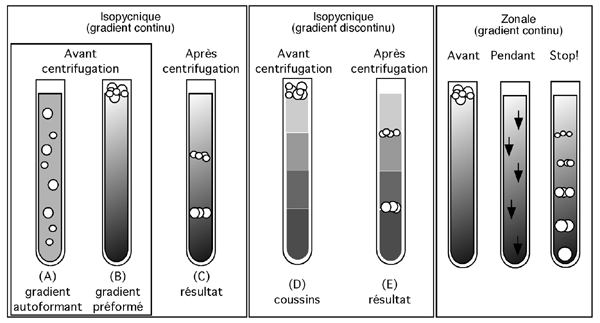 Isopycnique
(gradient continu)
Avant
centrifugation
Après
centrifugation
(A)
gradient
autoformant
(B)
gradient
préformé
(C)
résultat
Isopycnique
(gradient discontinu)
Avant
centrifugation
Après
centrifugation
(D)
coussins
(E)
résultat
Zonale
(gradient continu)
Avant
Pendant
Stop!